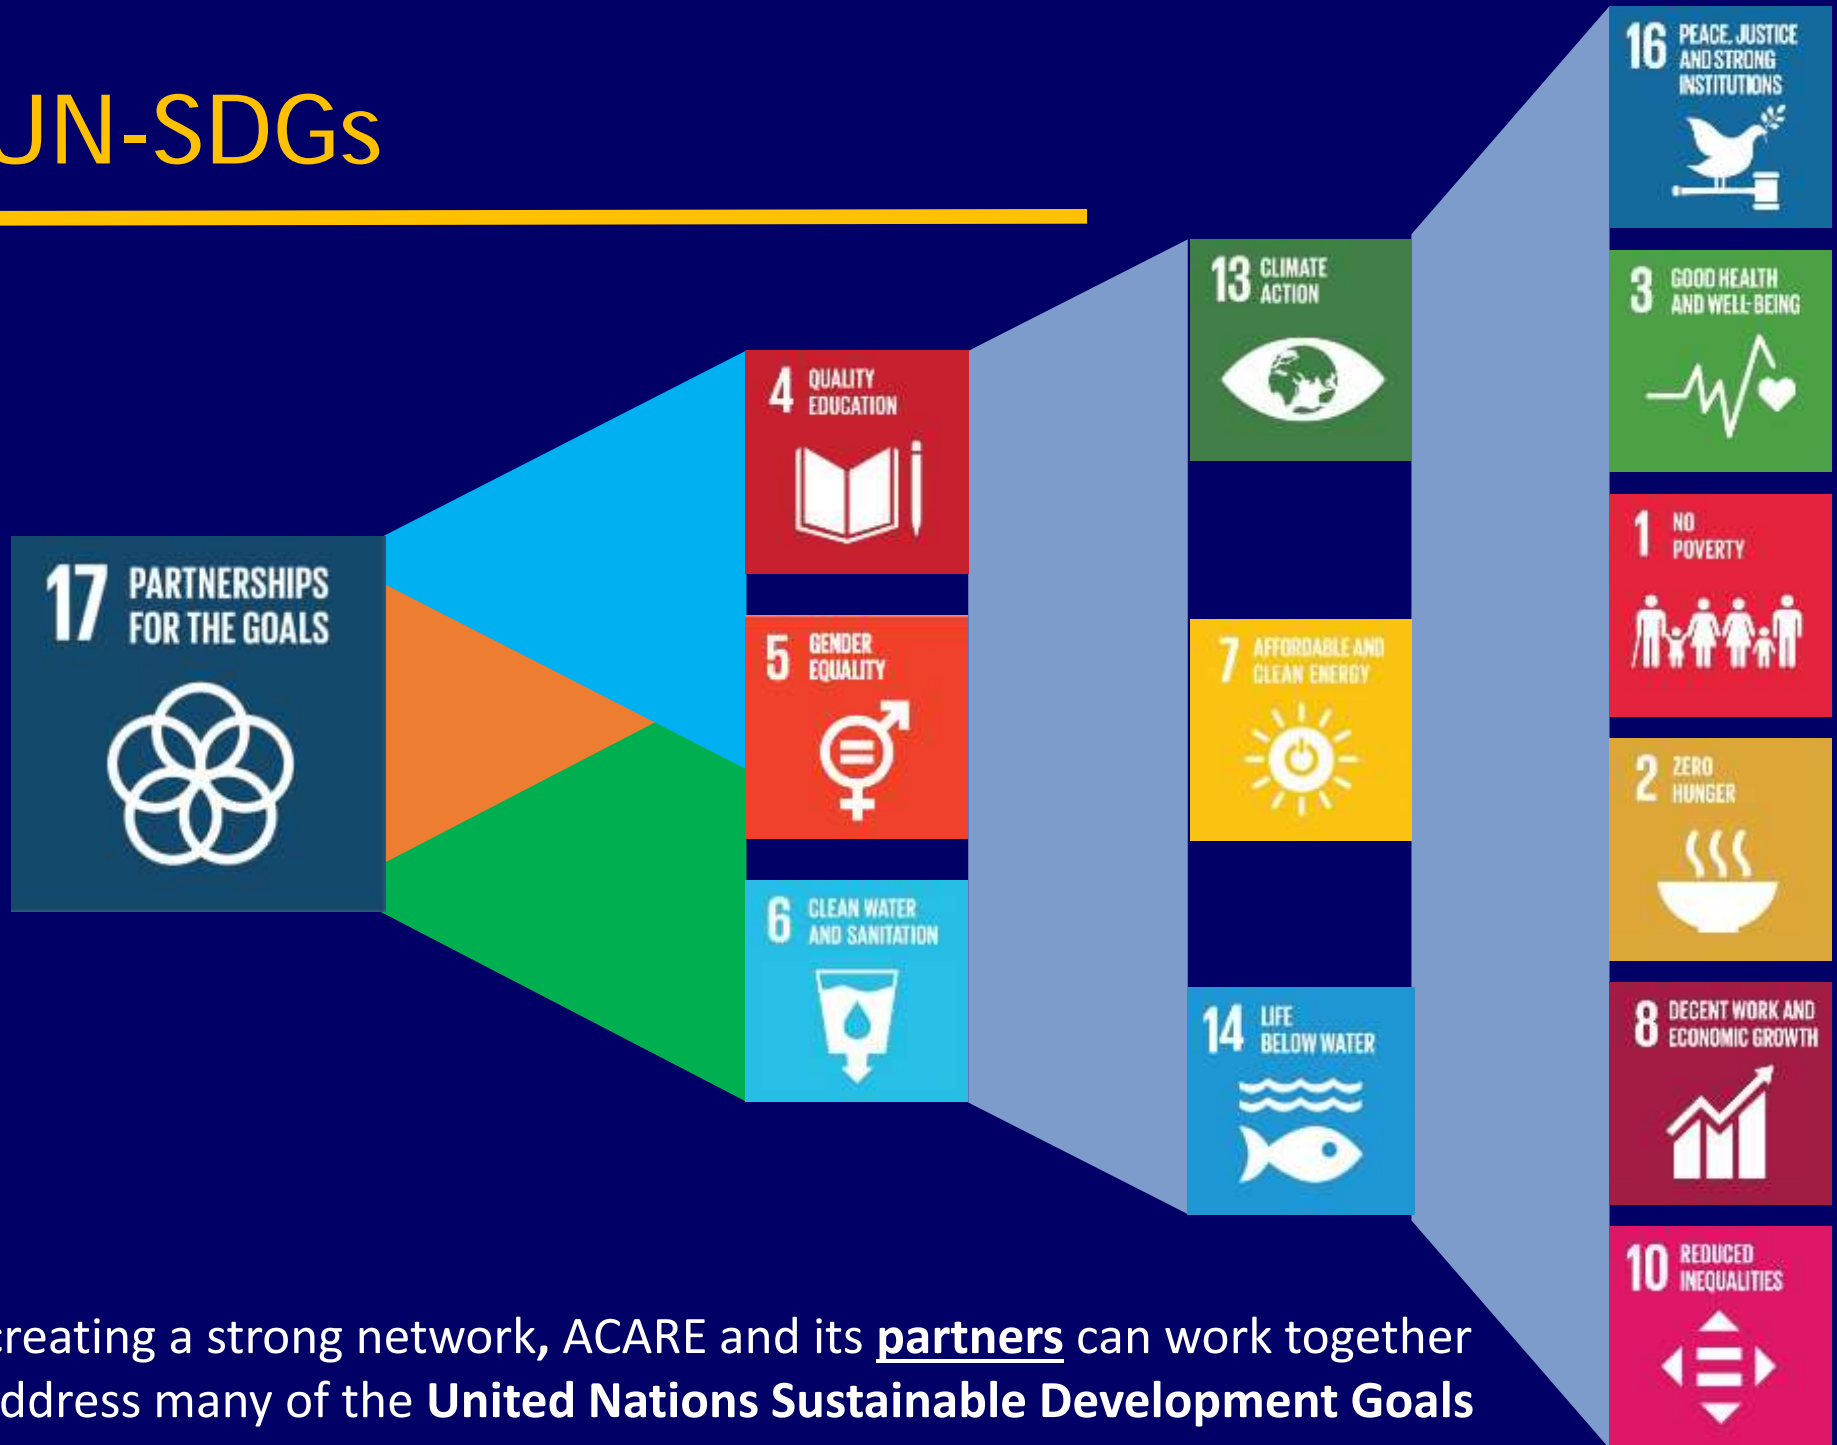 UN-SDGs
17 PARTNERSHIPS
FOR THE GOALS
4 QUALITY
EDUCATION
5 GENDER
EQUALITY
6 CLEAN WATER
AND SANITATION
13 CLIMATE
ACTION
7 AFFORDABLE AND
CLEAN ENERGY
14 LIFE
BELOW WATER
16 PEACE, JUSTICE
AND STRONG
INSTITUTIONS
3 GOOD HEALTH
AND WELL-BEING
1 NO
POVERTY
2 ZERO
HUNGER
8 DECENT WORK AND
ECONOMIC GROWTH
10 REDUCED
INEQUALITIES
creating a strong network, ACARE and its partners can work together
ddress many of the United Nations Sustainable Development Goals